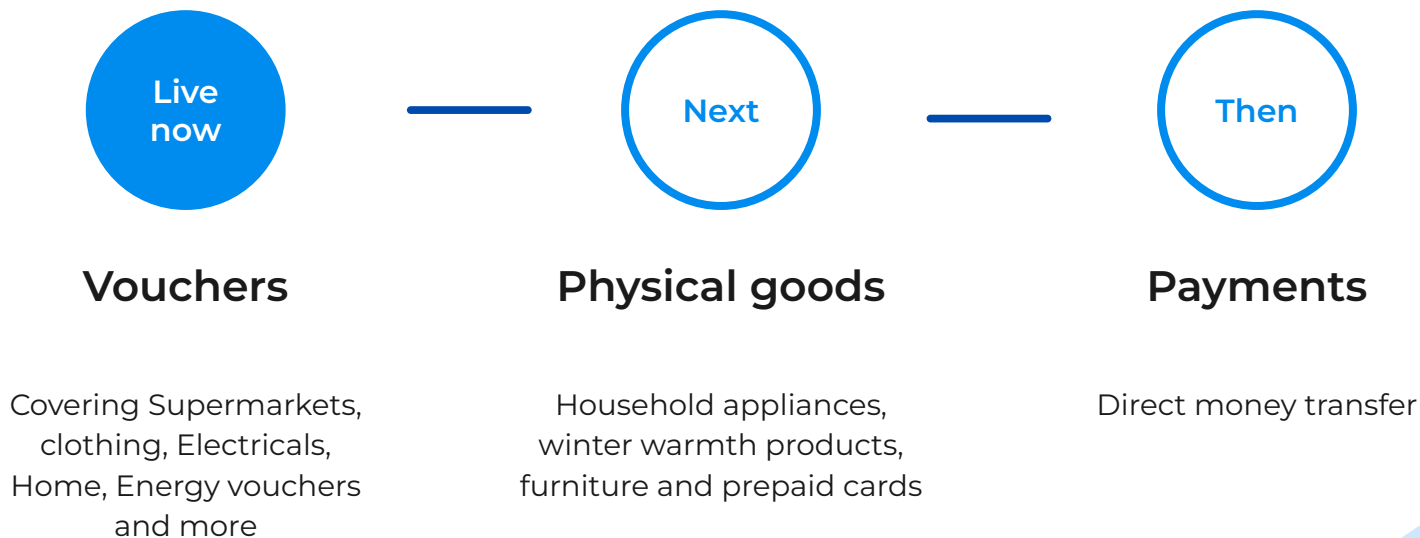 Live
now
Next
Then
Vouchers
Physical goods
Payments
Covering Supermarkets,
clothing, Electricals,
Home, Energy vouchers
and more
Household appliances,
winter warmth products,
furniture and prepaid cards
Direct money transfer